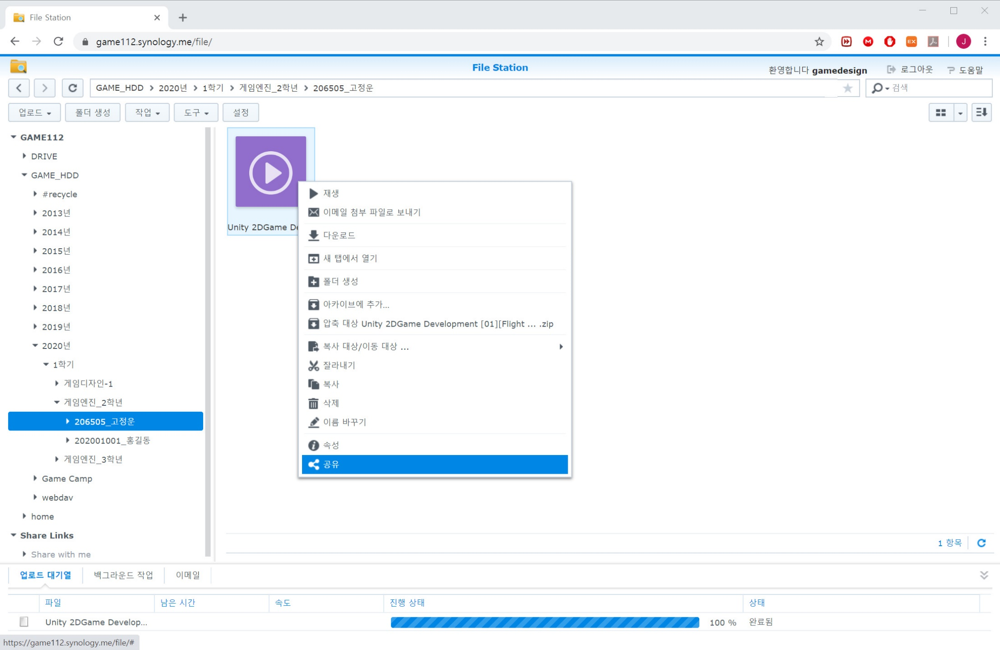 File Station
game112.synology.me/file/
J
File Station
환영합니다 gamedesign 로그아웃 도움말
GAME_HDD 2020년 1학기 게임엔진_2학년 206505_고정운
검색
업로드 폴더 생성 작업 도구 설정
GAME112
DRIVE
GAME_HDD
#recycle
2013년
2014년
2015년
2016년
2017년
2018년
2019년
2020년
1학기
게임디자인-1
게임엔진_2학년
206505_고정운
202001001_홍길동
게임엔진_3학년
Game Camp
webdav
home
Share Links
Share with me
Unity 2DGame De
재생
이메일 첨부 파일로 보내기
다운로드
새 탭에서 열기
폴더 생성
아카이브에 추가...
압축 대상 Unity 2DGame Development [01][Flight ... .zip
복사 대상/이동 대상 ...
잘라내기
복사
삭제
이름 바꾸기
속성
공유
1 항목
업로드 대기열 백그라운드 작업 이메일
파일 남은 시간 속도 진행 상태 상태
Unity 2DGame Develop... 100 % 완료됨
https://game112.synology.me/file/#